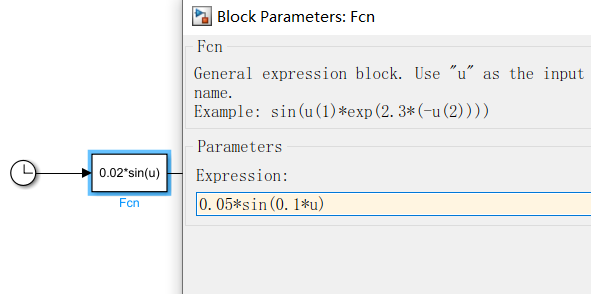 Block Parameters: Fcn
Fcn
General expression block. Use "u" as the input
name.
Example: sin(u(1)*exp(2.3*(-u(2))))
Parameters
Expression:
0.05*sin(0.1*u)
0.02*sin(u)
Fcn